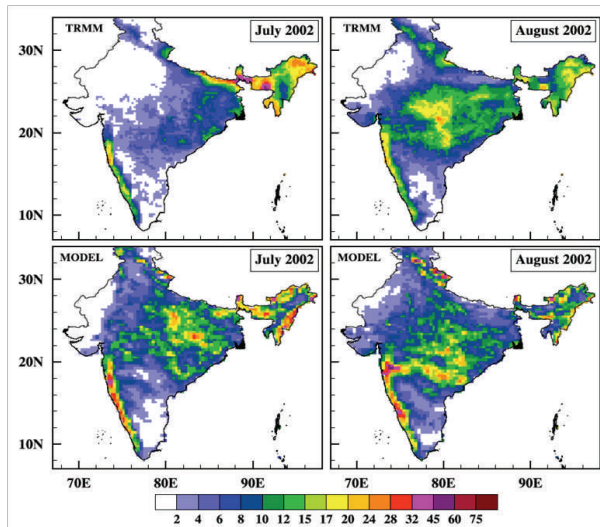 TRMM July 2002
TRMM August 2002
30N
20N
10N
MODEL July 2002
MODEL August 2002
30N
20N
10N
70E 80E 90E 70E 80E 90E
2 4 6 8 10 12 15 17 20 24 28 32 45 60 75